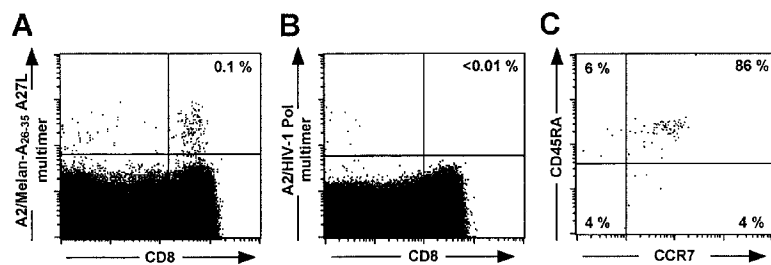 A
A2/Melan-A26-35 A27L
multimer
0.1 %
CD8
B
A2/HIV-1 Pol
multimer
<0.01 %
CD8
C
CD45RA
6 %
86 %
4 %
4 %
CCR7